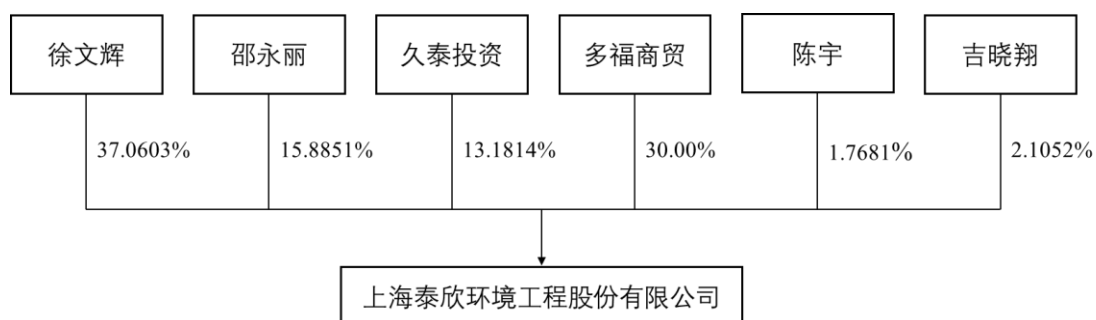 徐文辉
邵永丽
久泰投资
多福商贸
陈宇
吉晓翔
37.0603%
15.8851%
13.1814%
30.00%
1.7681%
2.1052%
上海泰欣环境工程股份有限公司